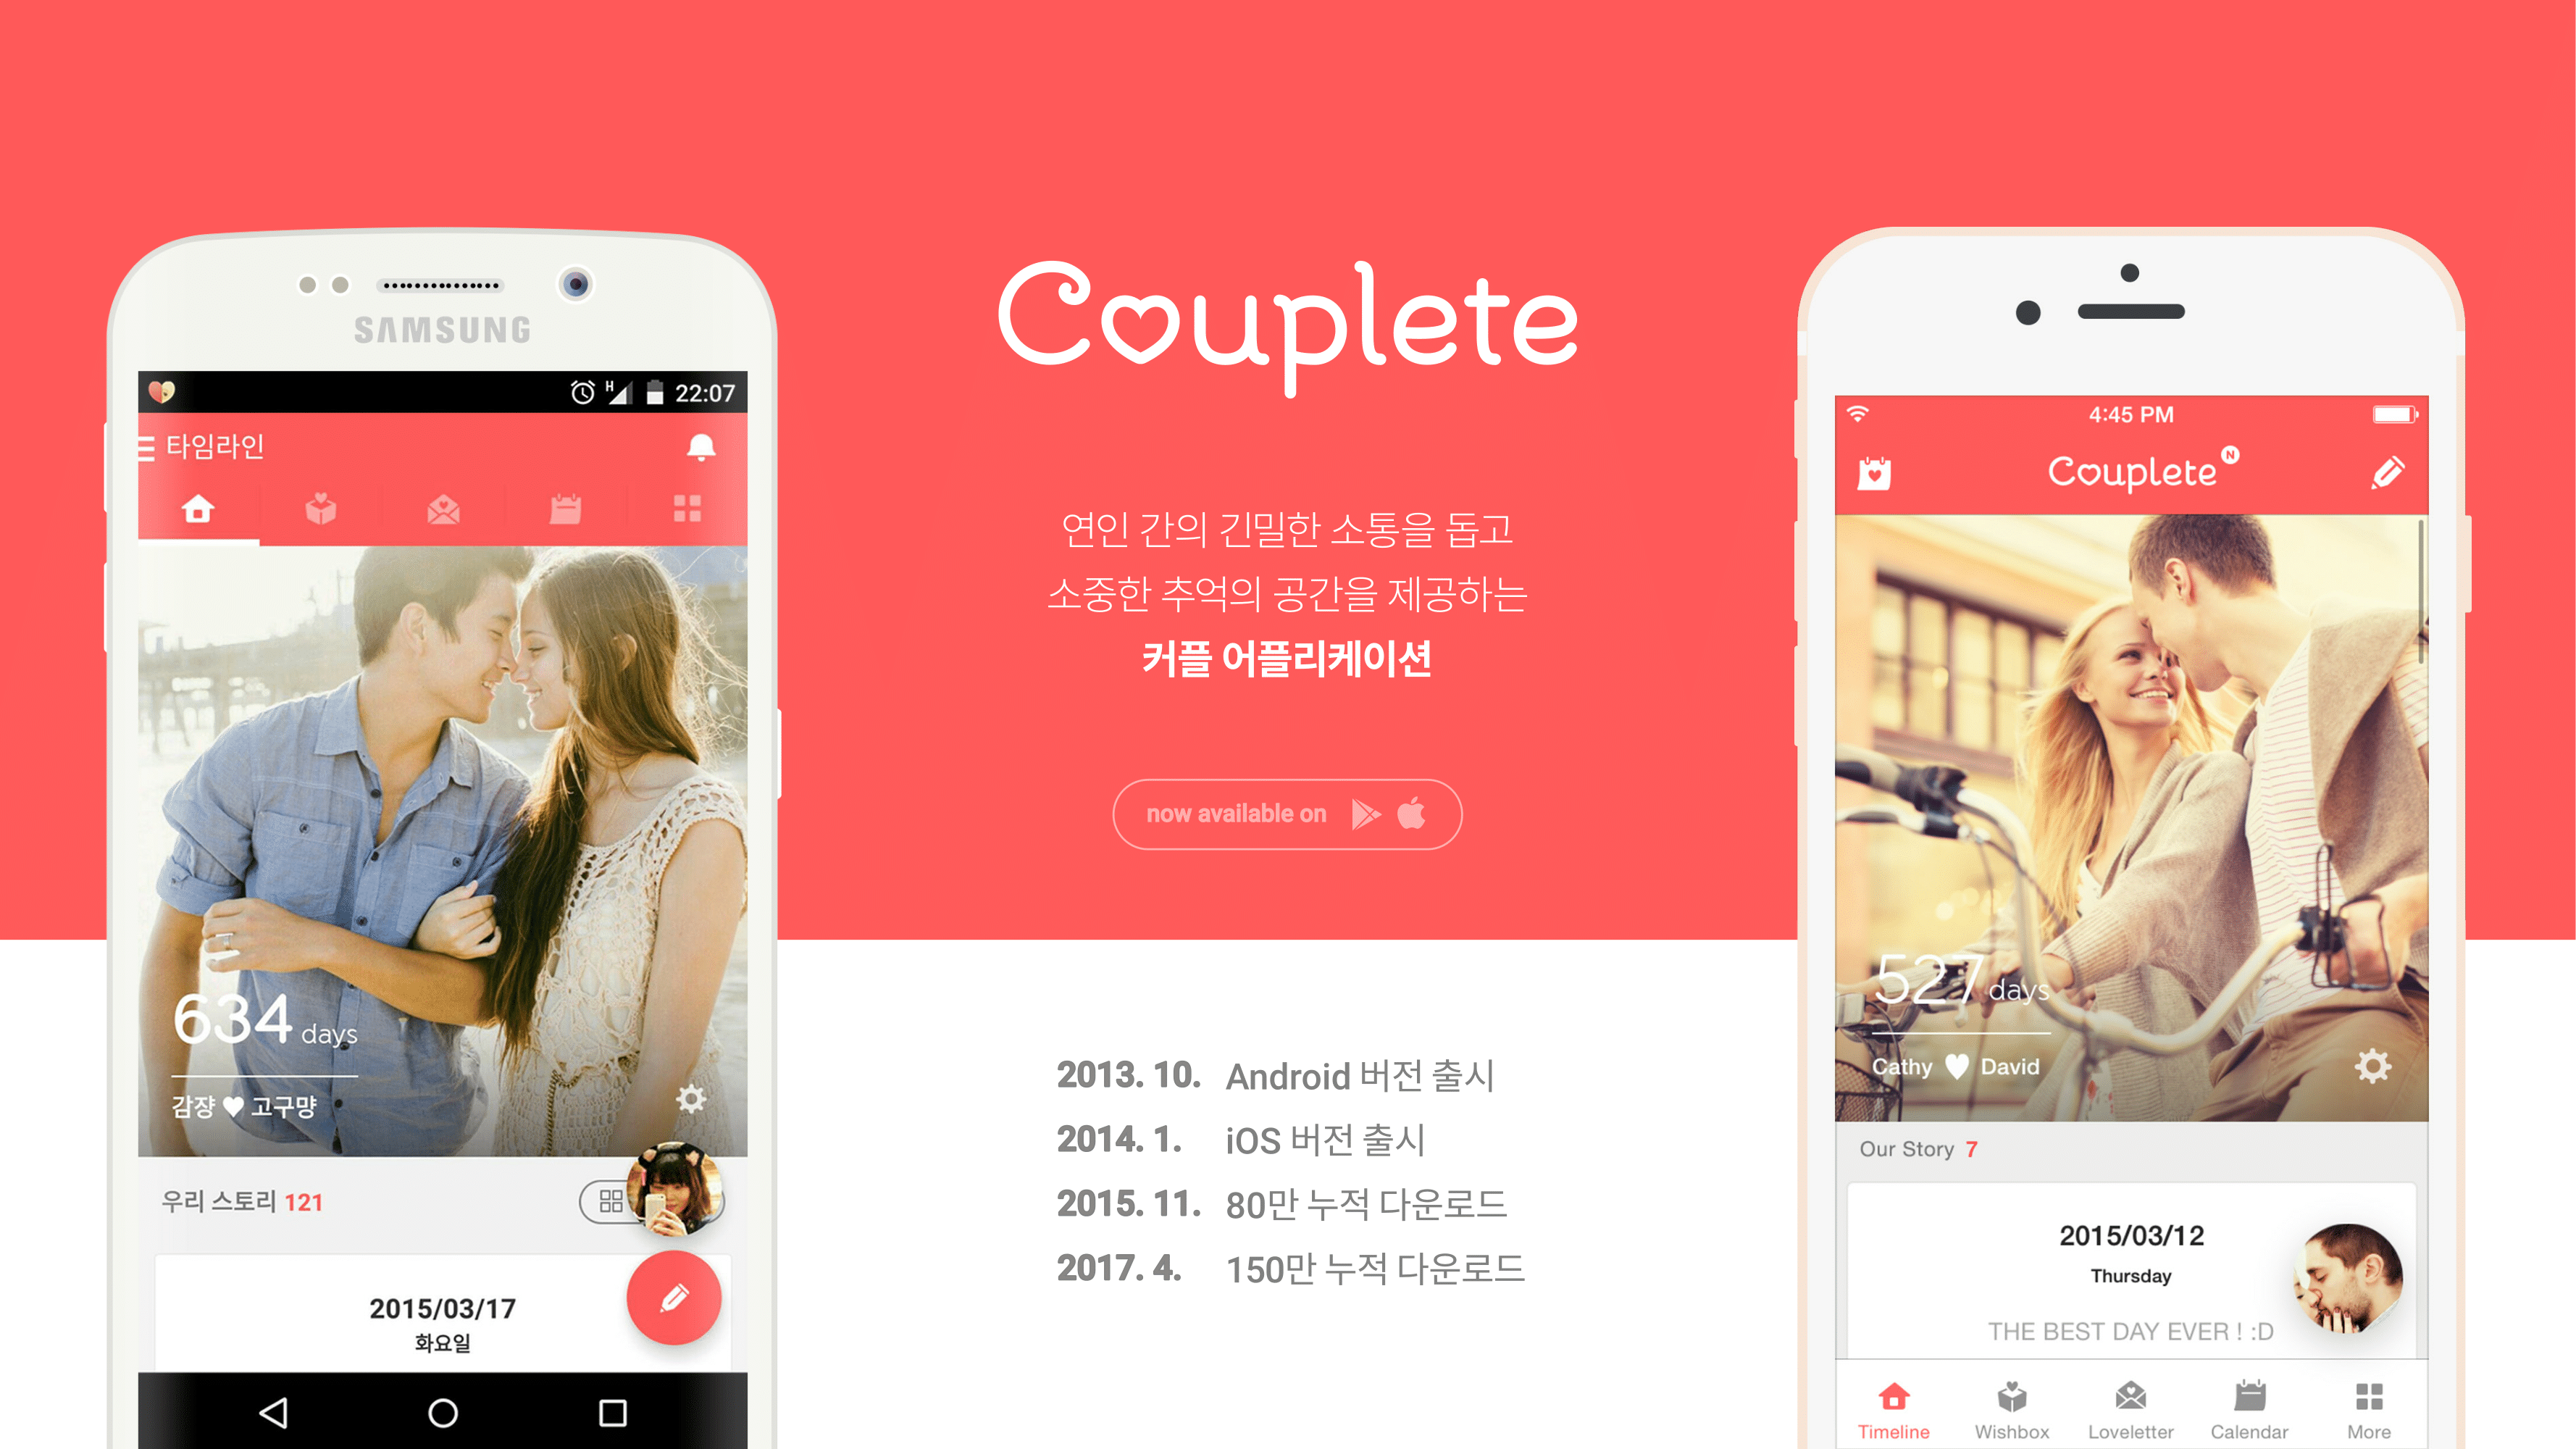 SAMSUNG
H 22:07
타임라인
634 days
감쟝 ♥ 고구먐
우리 스토리 121
2015/03/17
화요일
Couplete
연인 간의 긴밀한 소통을 돕고
소중한 추억의 공간을 제공하는
커플 어플리케이션
now available on
2013. 10. Android 버전 출시
2014. 1. iOS 버전 출시
2015. 11. 80만 누적 다운로드
2017. 4. 150만 누적 다운로드
4:45 PM
Couplete N
527 days
Cathy ♥ David
Our Story 7
2015/03/12
Thursday
THE BEST DAY EVER ! :D
Timeline Wishbox Loveletter Calendar More